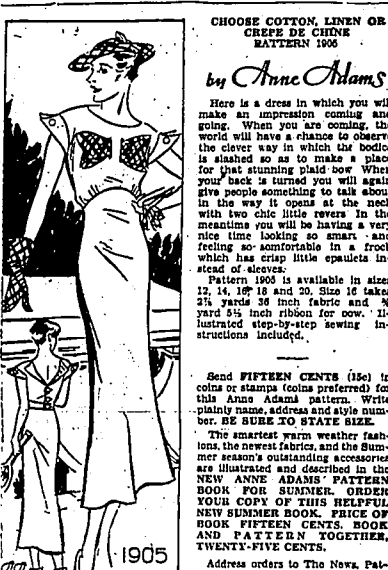 CHOOSE COTTON, LINEN OR
CREPE DE CHINE
PATTERN 1905
by Anne Adams
Here is a dress in which you wil
make an impression coming and
going. When you are coming, th
world will have a chance to observ
the clever way in which the bodic
is slashed so as to make a place
for that stunning plaid bow When
your back is turned you will again
give people something to talk abou
in the way it opens at the neck
with two chic little revers In the
meantime you will be having a very
nice time looking so smart and
feeling so comfortable in a frock
which has crisp little epaulets in-
stead of sleeves.
Pattern 1905 is available in sizes
12, 14, 16, 18 and 20. Size 16 takes
2⅞ yards 36 inch fabric and
yard 5½ inch ribbon for bow. Il-
lustrated step-by-step sewing in-
structions included.
Send FIFTEEN CENTS (15c) in
coins or stamps (coins preferred) for
this Anne Adams pattern. Write
plainly name, address and style num-
ber. BE SURE TO STATE SIZE.
The smartest warm weather fash-
ions, the newest fabrics, and the Sum-
mer season's outstanding accessories
are illustrated and described in the
NEW ANNE ADAMS PATTERN
BOOK FOR SUMMER. ORDER
YOUR COPY OF THIS HELPFUL
NEW SUMMER BOOK. PRICE OF
BOOK FIFTEEN CENTS. BOOK
AND PATTERN TOGETHER,
TWENTY-FIVE CENTS.
Address orders to The News, Pat-
1905